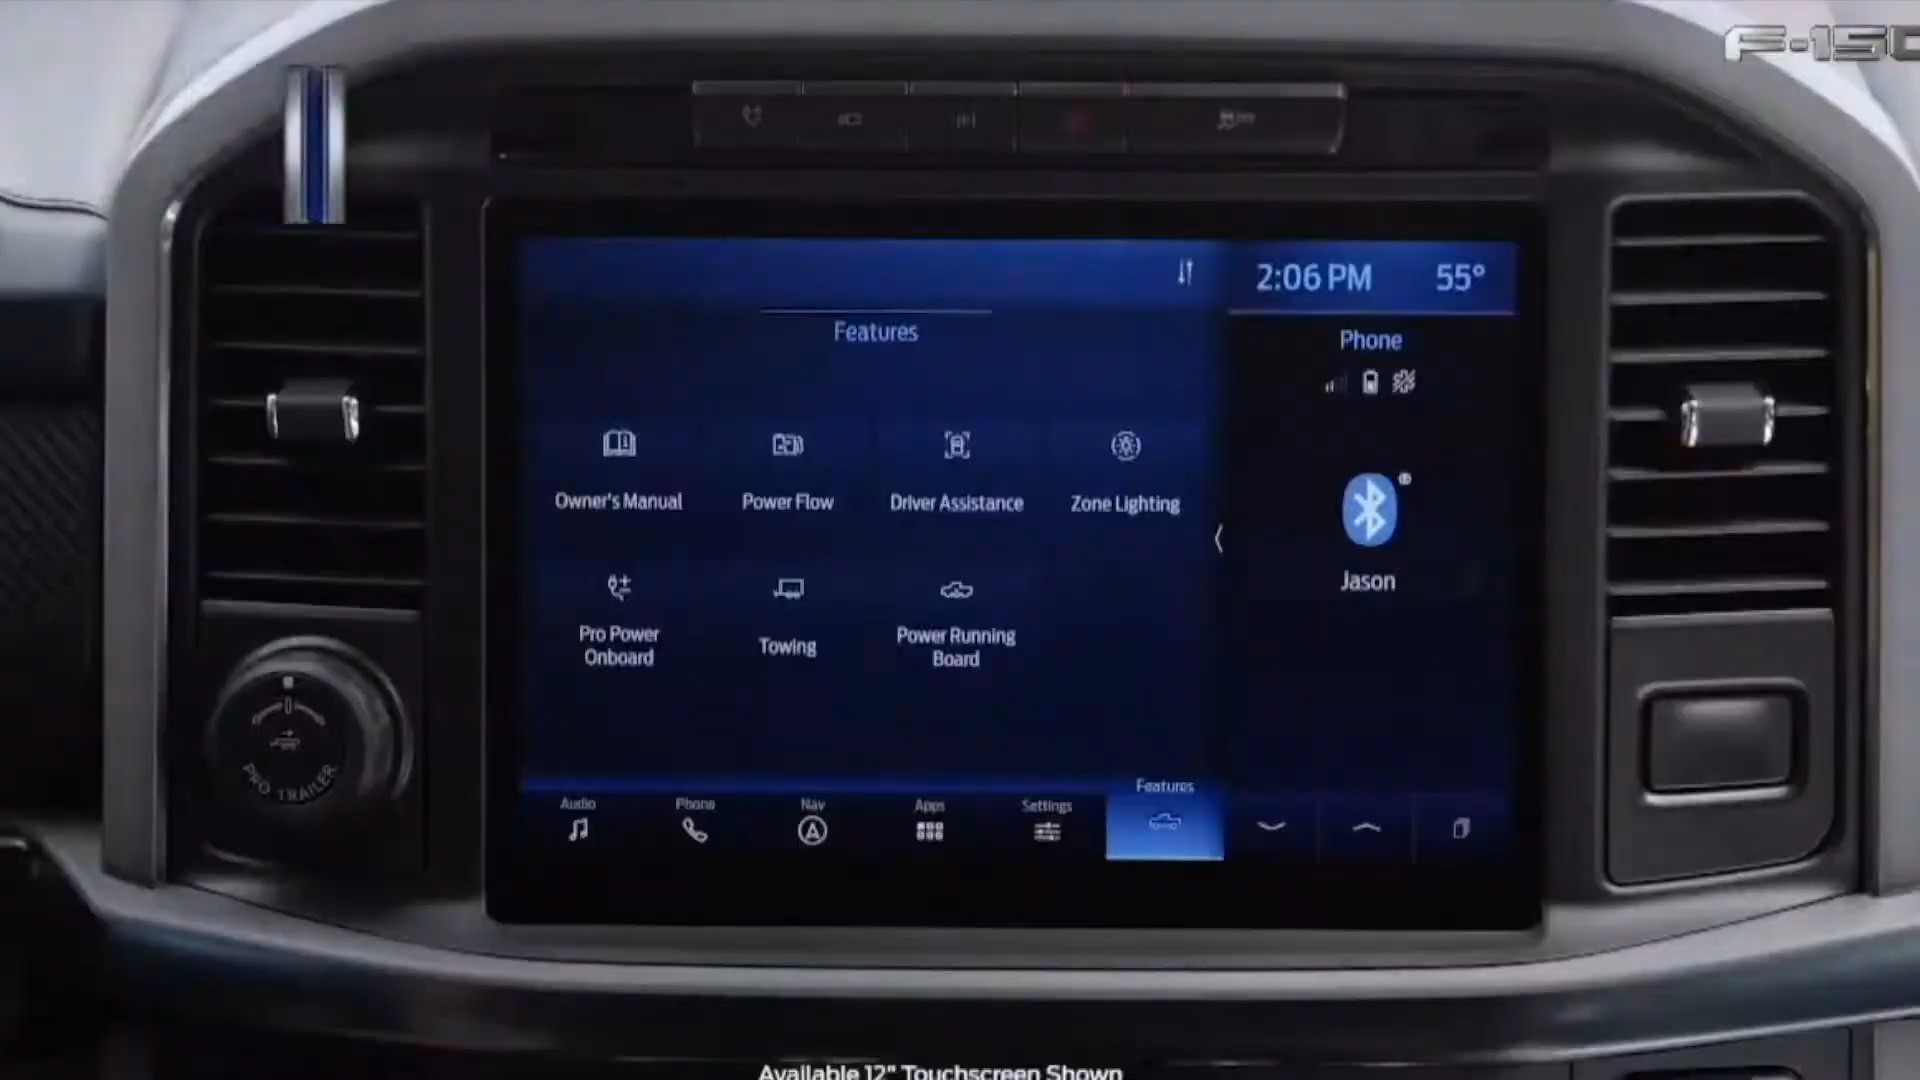 F-150
2:06 PM 55°
Features
Phone
Owner's Manual
Power Flow
Driver Assistance
Zone Lighting
Jason
Pro Power
Onboard
Towing
Power Running
Board
PRO TRAILER
Audio
Phone
Nav
Apps
Settings
Features
Available 12" Touchscreen Shown